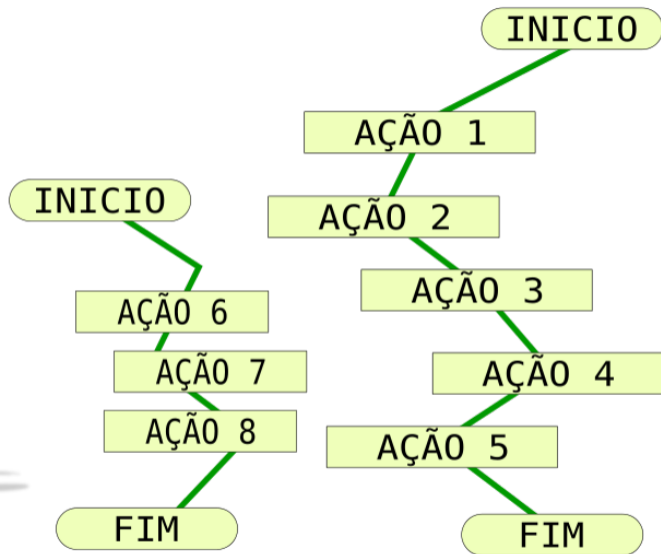 INICIO
AÇÃO 6
AÇÃO 7
AÇÃO 8
FIM
INICIO
AÇÃO 1
AÇÃO 2
AÇÃO 3
AÇÃO 4
AÇÃO 5
FIM